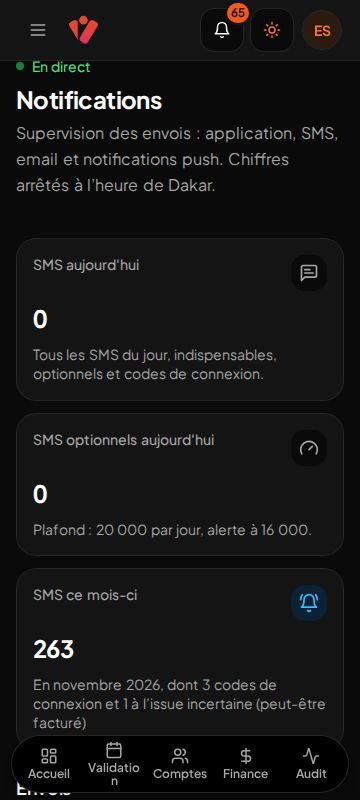 65
ES
En direct
Notifications
Supervision des envois : application, SMS,
email et notifications push. Chiffres
arrêtés à l'heure de Dakar.
SMS aujourd'hui
0
Tous les SMS du jour, indispensables,
optionnels et codes de connexion.
SMS optionnels aujourd'hui
0
Plafond : 20 000 par jour, alerte à 16 000.
SMS ce mois-ci
263
En novembre 2026, dont 3 codes de
connexion et 1 à l'issue incertaine (peut-être
facturé)
Envois
Accueil
Validatio
n
Comptes
Finance
Audit